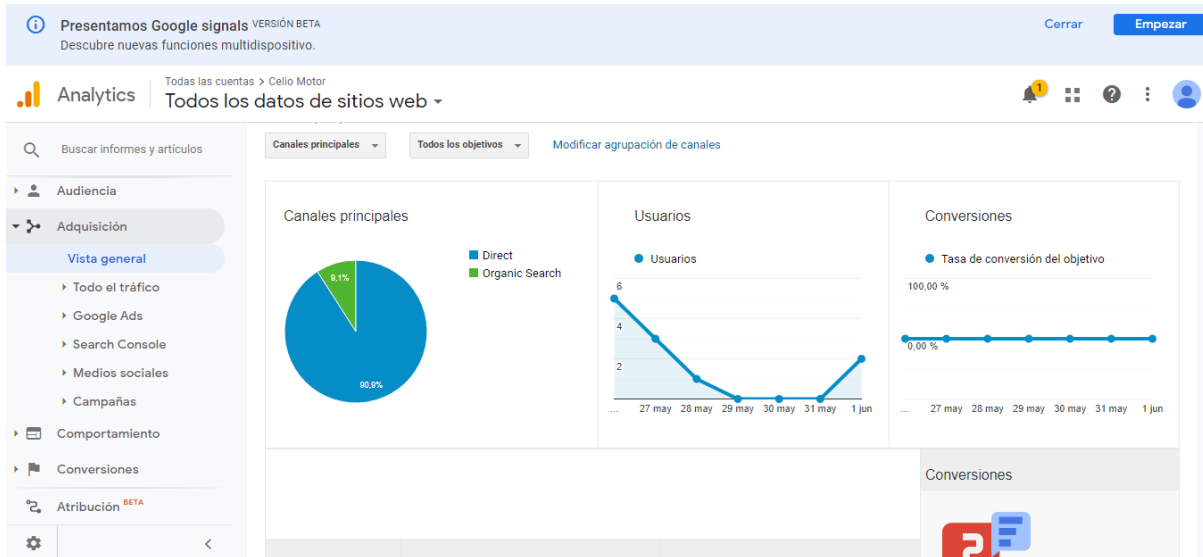 Presentamos Google signals VERSIÓN BETA
Descubre nuevas funciones multidispositivo.
Cerrar
Empezar
Analytics
Todas las cuentas > Celio Motor
Todos los datos de sitios web
1
Buscar informes y artículos
Audiencia
Adquisición
Vista general
Todo el tráfico
Google Ads
Search Console
Medios sociales
Campañas
Comportamiento
Conversiones
Atribución BETA
Canales principales
Todos los objetivos
Modificar agrupación de canales
Canales principales
Direct
Organic Search
9,1%
90,9%
Usuarios
Usuarios
6
4
2
... 27 may 28 may 29 may 30 may 31 may 1 jun
Conversiones
Tasa de conversión del objetivo
100,00 %
0,00 %
... 27 may 28 may 29 may 30 may 31 may 1 jun
Conversiones
2